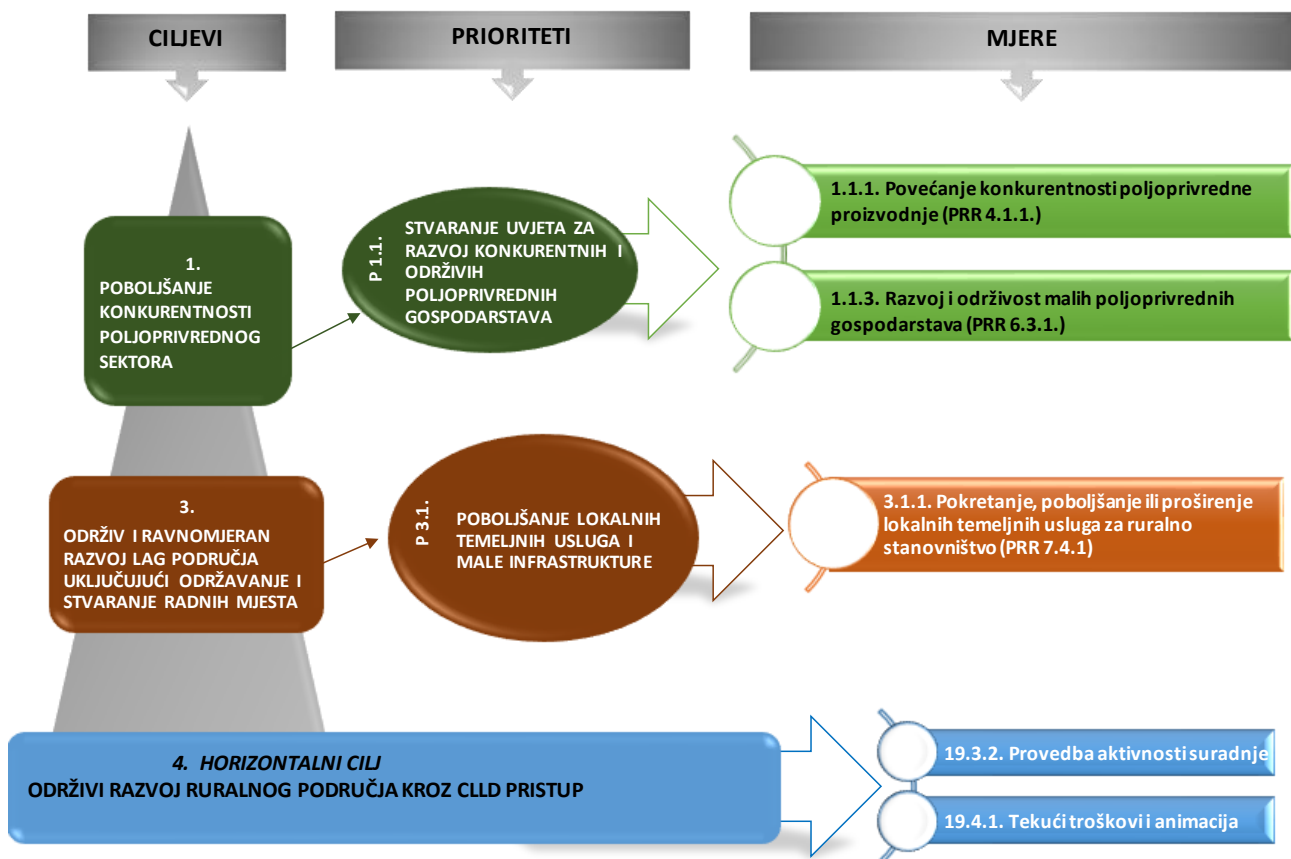 CILJEVI
PRIORITETI
MJERE
1.
POBOLJŠANJE
KONKURENTNOSTI
POLJOPRIVREDNOG
SEKTORA
P 1.1.
STVARANJE UVJETA ZA
RAZVOJ KONKURENTNIH I
ODRŽIVIH
POLJOPRIVREDNIH
GOSPODARSTAVA
1.1.1. Povećanje konkurentnosti poljoprivredne
proizvodnje (PRR 4.1.1.)
1.1.3. Razvoj i održivost malih poljoprivrednih
gospodarstava (PRR 6.3.1.)
3.
ODRŽIV I RAVNOMJERAN
RAZVOJ LAG PODRUČJA
UKLJUČUJUĆI ODRŽAVANJE I
STVARANJE RADNIH MJESTA
P 3.1.
POBOLJŠANJE LOKALNIH
TEMELJNIH USLUGA I
MALE INFRASTRUKTURE
3.1.1. Pokretanje, poboljšanje ili proširenje
lokalnih temeljnih usluga za ruralno
stanovništvo (PRR 7.4.1)
4. HORIZONTALNI CILJ
ODRŽIVI RAZVOJ RURALNOG PODRUČJA KROZ CLLD PRISTUP
19.3.2. Provedba aktivnosti suradnje
19.4.1. Tekući troškovi i animacija